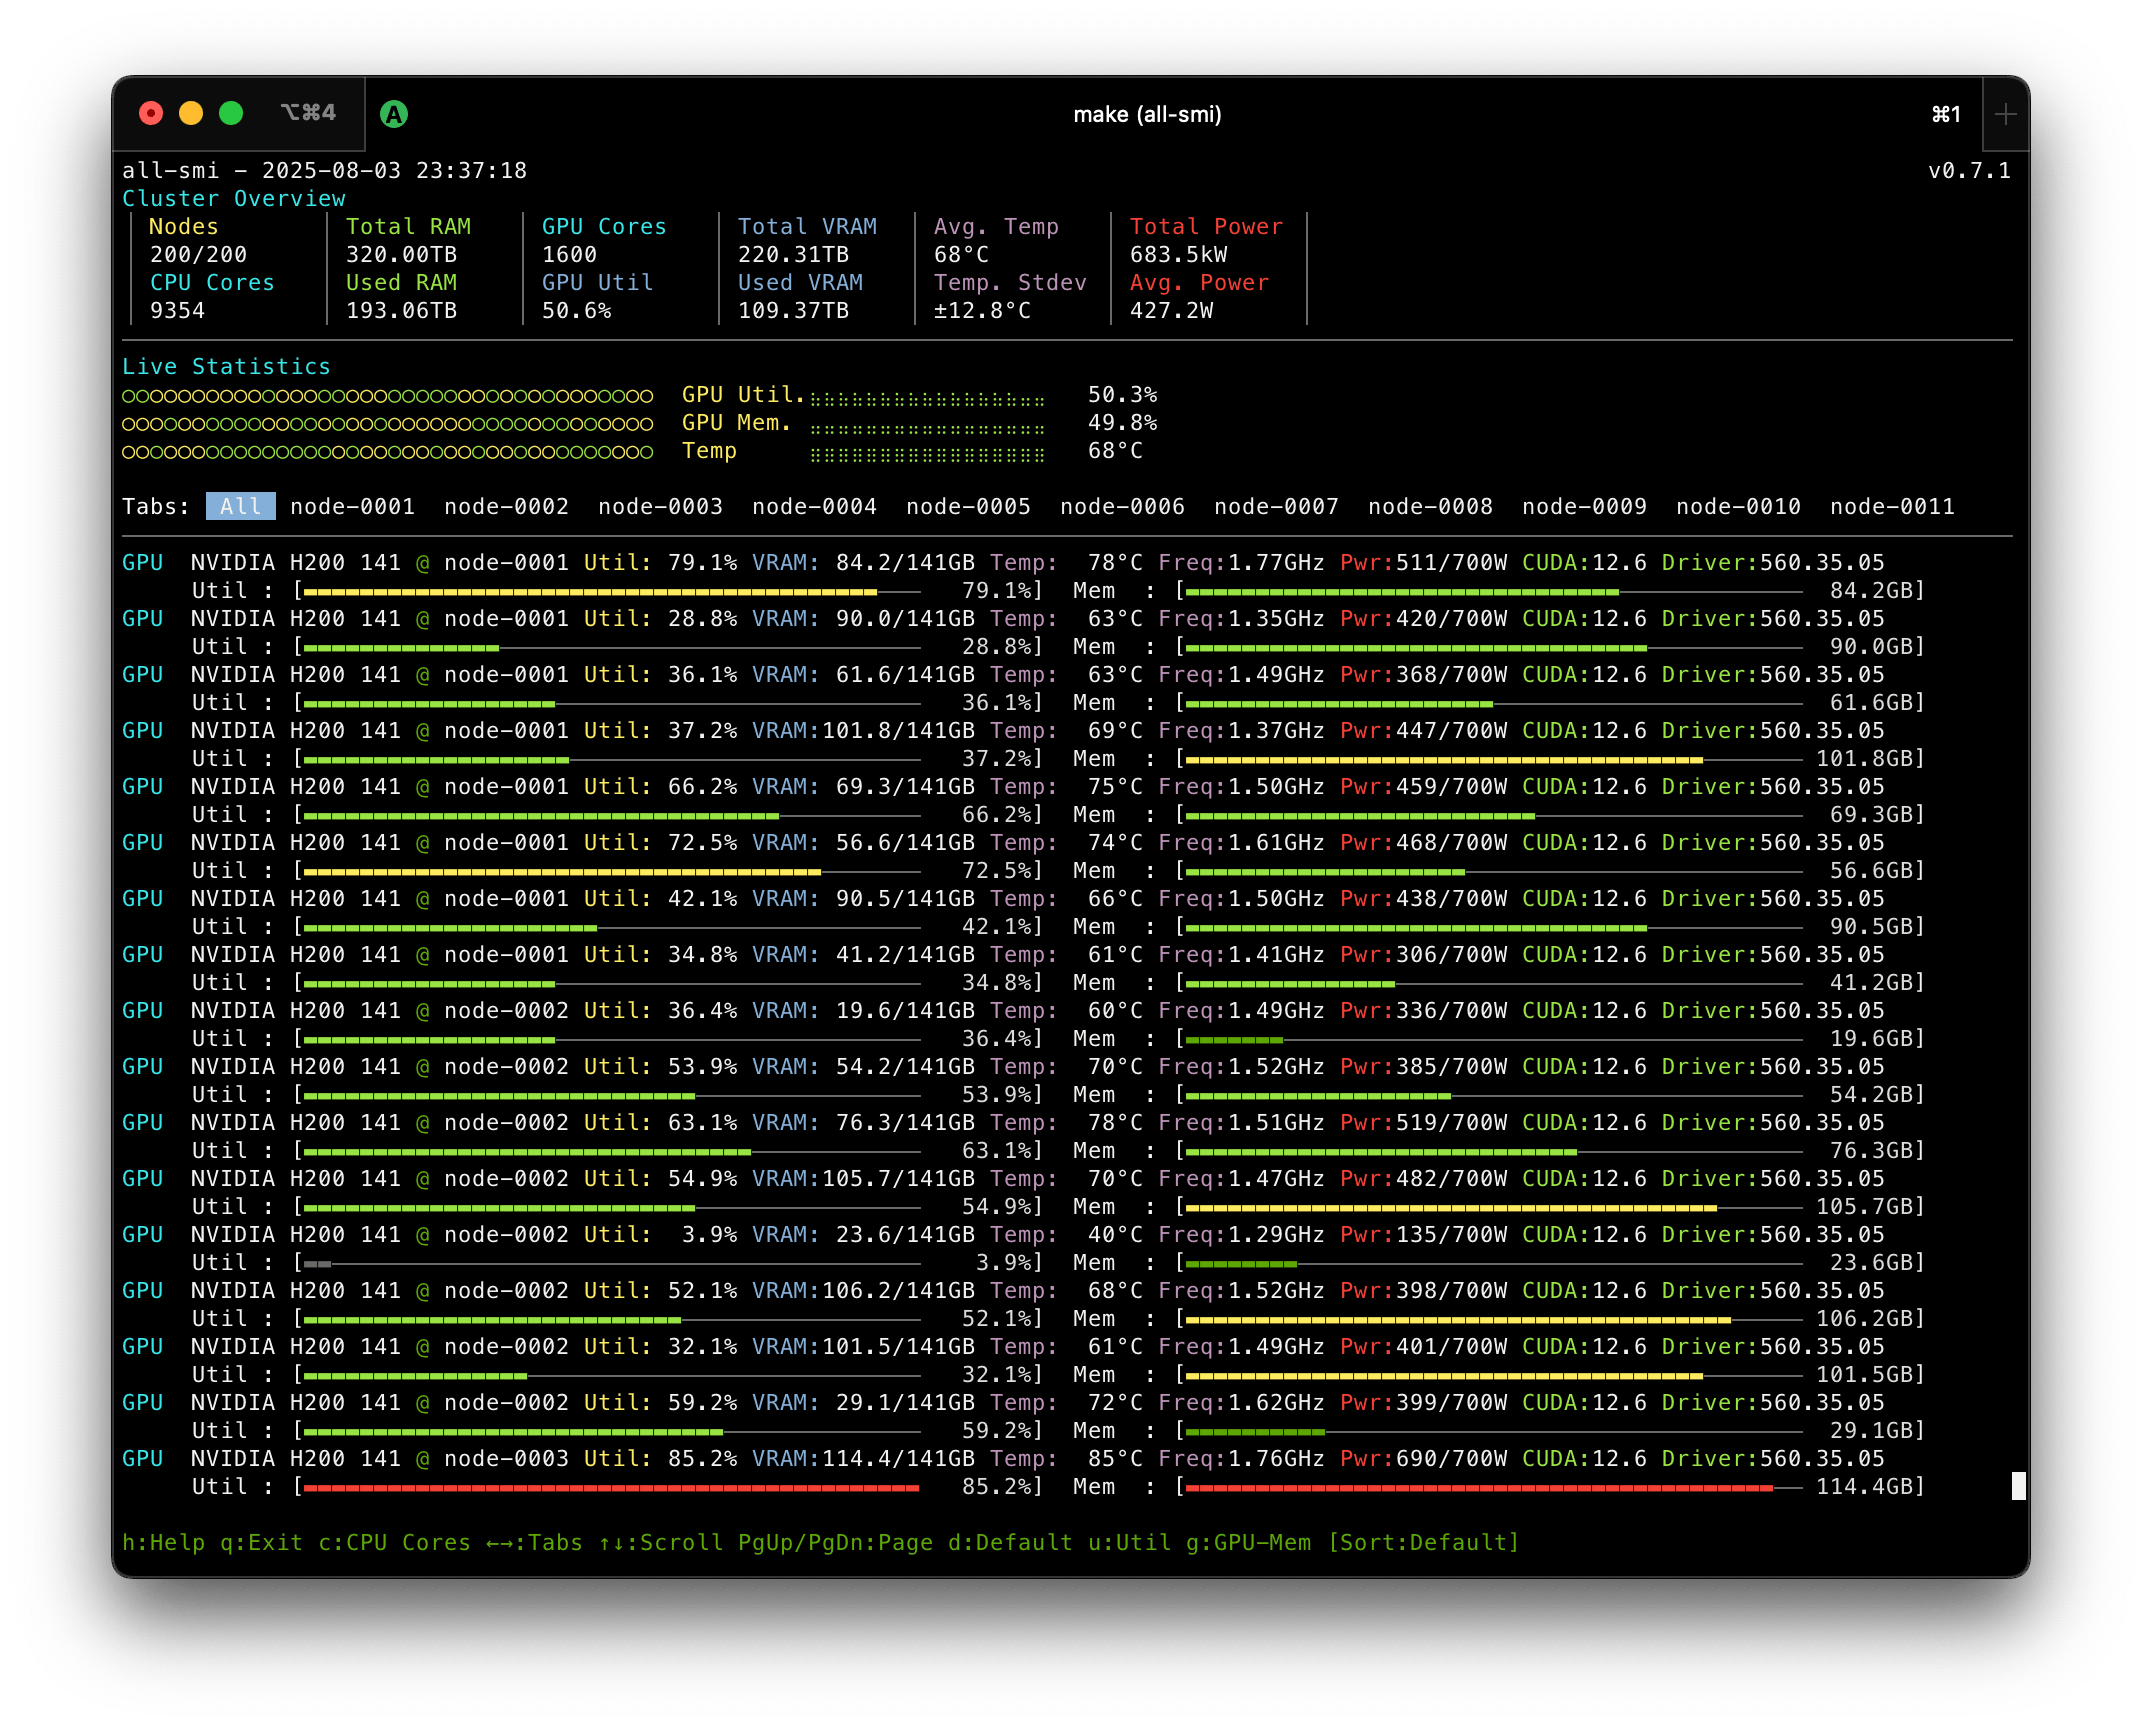 ⌥⌘4 A make (all-smi) ⌘1 +
all-smi - 2025-08-03 23:37:18 v0.7.1
Cluster Overview
Nodes Total RAM GPU Cores Total VRAM Avg. Temp Total Power
200/200 320.00TB 1600 220.31TB 68°C 683.5kW
CPU Cores Used RAM GPU Util Used VRAM Temp. Stdev Avg. Power
9354 193.06TB 50.6% 109.37TB ±12.8°C 427.2W
Live Statistics
GPU Util. 50.3%
GPU Mem. 49.8%
Temp 68°C
Tabs: All node-0001 node-0002 node-0003 node-0004 node-0005 node-0006 node-0007 node-0008 node-0009 node-0010 node-0011
GPU NVIDIA H200 141 @ node-0001 Util: 79.1% VRAM: 84.2/141GB Temp: 78°C Freq:1.77GHz Pwr:511/700W CUDA:12.6 Driver:560.35.05
Util : [ 79.1%] Mem : [ 84.2GB]
GPU NVIDIA H200 141 @ node-0001 Util: 28.8% VRAM: 90.0/141GB Temp: 63°C Freq:1.35GHz Pwr:420/700W CUDA:12.6 Driver:560.35.05
Util : [ 28.8%] Mem : [ 90.0GB]
GPU NVIDIA H200 141 @ node-0001 Util: 36.1% VRAM: 61.6/141GB Temp: 63°C Freq:1.49GHz Pwr:368/700W CUDA:12.6 Driver:560.35.05
Util : [ 36.1%] Mem : [ 61.6GB]
GPU NVIDIA H200 141 @ node-0001 Util: 37.2% VRAM:101.8/141GB Temp: 69°C Freq:1.37GHz Pwr:447/700W CUDA:12.6 Driver:560.35.05
Util : [ 37.2%] Mem : [ 101.8GB]
GPU NVIDIA H200 141 @ node-0001 Util: 66.2% VRAM: 69.3/141GB Temp: 75°C Freq:1.50GHz Pwr:459/700W CUDA:12.6 Driver:560.35.05
Util : [ 66.2%] Mem : [ 69.3GB]
GPU NVIDIA H200 141 @ node-0001 Util: 72.5% VRAM: 56.6/141GB Temp: 74°C Freq:1.61GHz Pwr:468/700W CUDA:12.6 Driver:560.35.05
Util : [ 72.5%] Mem : [ 56.6GB]
GPU NVIDIA H200 141 @ node-0001 Util: 42.1% VRAM: 90.5/141GB Temp: 66°C Freq:1.50GHz Pwr:438/700W CUDA:12.6 Driver:560.35.05
Util : [ 42.1%] Mem : [ 90.5GB]
GPU NVIDIA H200 141 @ node-0001 Util: 34.8% VRAM: 41.2/141GB Temp: 61°C Freq:1.41GHz Pwr:306/700W CUDA:12.6 Driver:560.35.05
Util : [ 34.8%] Mem : [ 41.2GB]
GPU NVIDIA H200 141 @ node-0002 Util: 36.4% VRAM: 19.6/141GB Temp: 60°C Freq:1.49GHz Pwr:336/700W CUDA:12.6 Driver:560.35.05
Util : [ 36.4%] Mem : [ 19.6GB]
GPU NVIDIA H200 141 @ node-0002 Util: 53.9% VRAM: 54.2/141GB Temp: 70°C Freq:1.52GHz Pwr:385/700W CUDA:12.6 Driver:560.35.05
Util : [ 53.9%] Mem : [ 54.2GB]
GPU NVIDIA H200 141 @ node-0002 Util: 63.1% VRAM: 76.3/141GB Temp: 78°C Freq:1.51GHz Pwr:519/700W CUDA:12.6 Driver:560.35.05
Util : [ 63.1%] Mem : [ 76.3GB]
GPU NVIDIA H200 141 @ node-0002 Util: 54.9% VRAM:105.7/141GB Temp: 70°C Freq:1.47GHz Pwr:482/700W CUDA:12.6 Driver:560.35.05
Util : [ 54.9%] Mem : [ 105.7GB]
GPU NVIDIA H200 141 @ node-0002 Util: 3.9% VRAM: 23.6/141GB Temp: 40°C Freq:1.29GHz Pwr:135/700W CUDA:12.6 Driver:560.35.05
Util : [ 3.9%] Mem : [ 23.6GB]
GPU NVIDIA H200 141 @ node-0002 Util: 52.1% VRAM:106.2/141GB Temp: 68°C Freq:1.52GHz Pwr:398/700W CUDA:12.6 Driver:560.35.05
Util : [ 52.1%] Mem : [ 106.2GB]
GPU NVIDIA H200 141 @ node-0002 Util: 32.1% VRAM:101.5/141GB Temp: 61°C Freq:1.49GHz Pwr:401/700W CUDA:12.6 Driver:560.35.05
Util : [ 32.1%] Mem : [ 101.5GB]
GPU NVIDIA H200 141 @ node-0002 Util: 59.2% VRAM: 29.1/141GB Temp: 72°C Freq:1.62GHz Pwr:399/700W CUDA:12.6 Driver:560.35.05
Util : [ 59.2%] Mem : [ 29.1GB]
GPU NVIDIA H200 141 @ node-0003 Util: 85.2% VRAM:114.4/141GB Temp: 85°C Freq:1.76GHz Pwr:690/700W CUDA:12.6 Driver:560.35.05
Util : [ 85.2%] Mem : [ 114.4GB]
h:Help q:Exit c:CPU Cores ←→:Tabs ↑↓:Scroll PgUp/PgDn:Page d:Default u:Util g:GPU-Mem [Sort:Default]